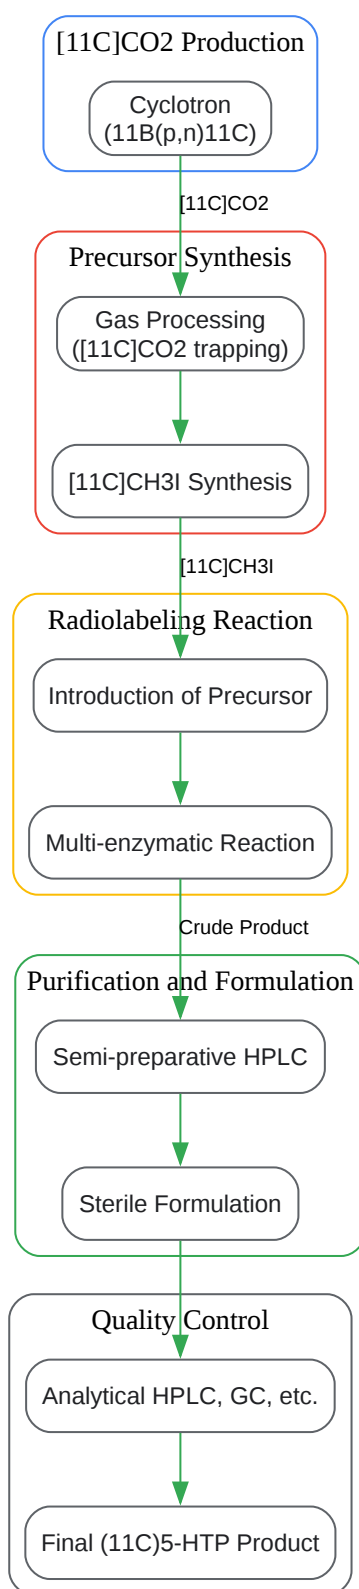 [11C]CO2 Production
Cyclotron
(11B(p,n)11C)
[11C]CO2
Precursor Synthesis
Gas Processing
([11C]CO2 trapping)
[11C]CH3I Synthesis
[11C]CH3I
Radiolabeling Reaction
Introduction of Precursor
Multi-enzymatic Reaction
Crude Product
Purification and Formulation
Semi-preparative HPLC
Sterile Formulation
Quality Control
Analytical HPLC, GC, etc.
Final (11C)5-HTP Product